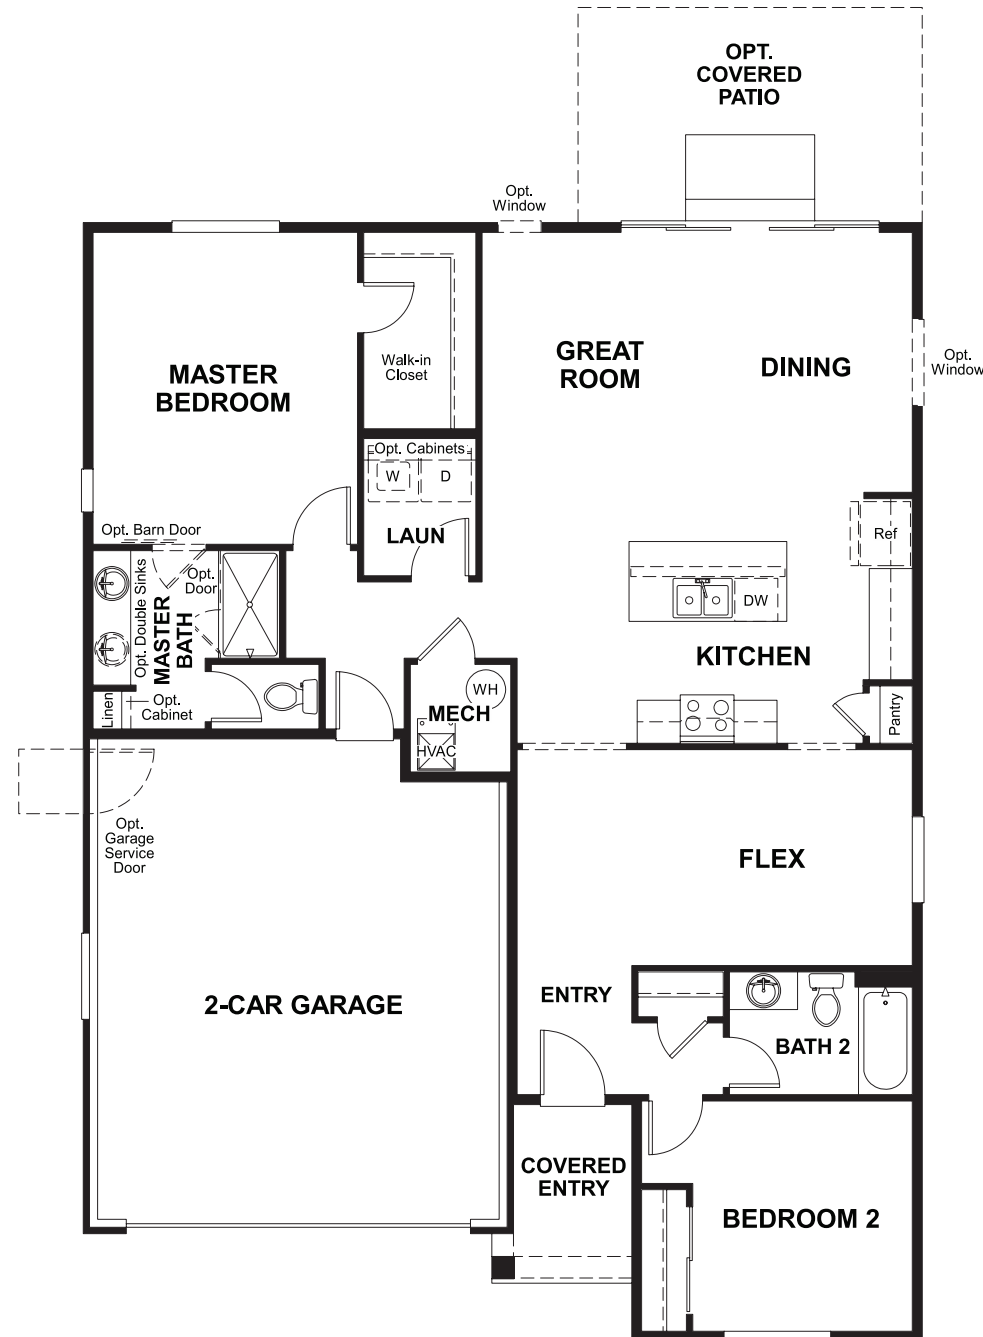 OPT.
COVERED
PATIO
Opt.
Window
GREAT
ROOM
DINING
Opt.
Window
MASTER
BEDROOM
Walk-in
Closet
Opt. Cabinets
W
D
LAUN
Opt. Barn Door
Opt.
Door
Opt. Double Sinks
MASTER
BATH
Linen
Opt.
Cabinet
Ref
DW
KITCHEN
Pantry
WH
MECH
HVAC
Opt.
Garage
Service
Door
FLEX
2-CAR GARAGE
ENTRY
BATH 2
COVERED
ENTRY
BEDROOM 2